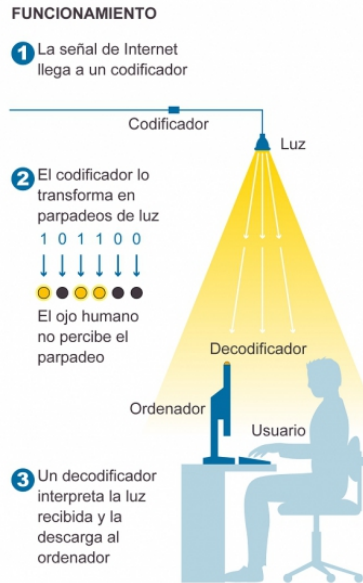 FUNCIONAMIENTO
1 La señal de Internet
llega a un codificador
Codificador
Luz
2 El codificador lo
transforma en
parpadeos de luz
1 0 1 1 0 0
El ojo humano
no percibe el
parpadeo
Decodificador
Ordenador
Usuario
3 Un decodificador
interpreta la luz
recibida y la
descarga al
ordenador